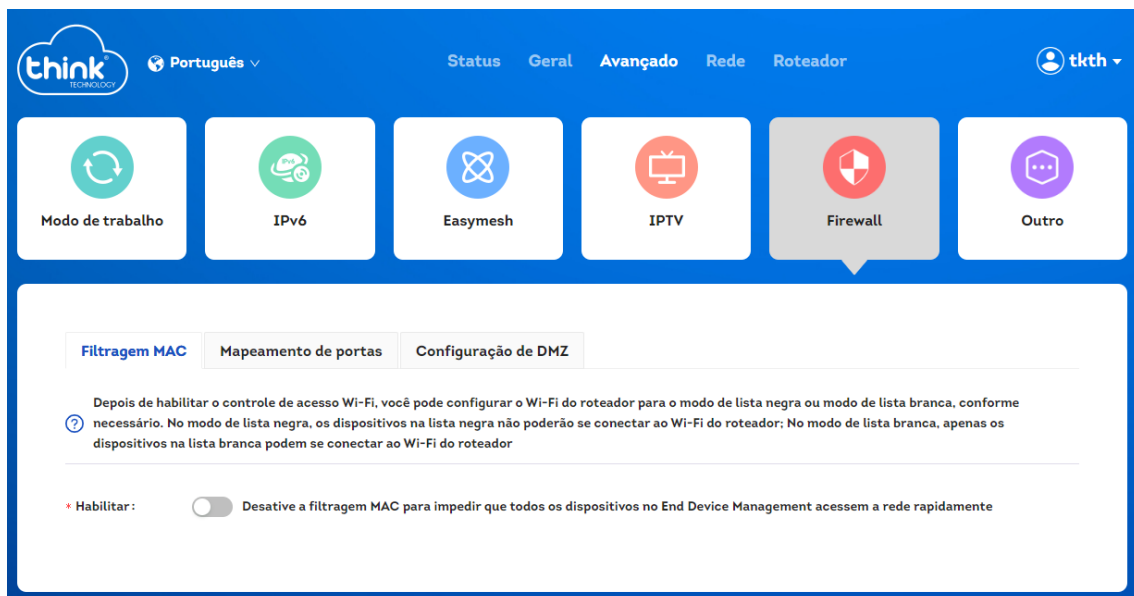 think®
TECHNOLOGY
Português
Status Geral Avançado Rede Roteador
tkth
Modo de trabalho
IPv6
IPv6
Easymesh
IPTV
Firewall
Outro
Filtragem MAC
Mapeamento de portas
Configuração de DMZ
Depois de habilitar o controle de acesso Wi-Fi, você pode configurar o Wi-Fi do roteador para o modo de lista negra ou modo de lista branca, conforme
necessário. No modo de lista negra, os dispositivos na lista negra não poderão se conectar ao Wi-Fi do roteador; No modo de lista branca, apenas os
dispositivos na lista branca podem se conectar ao Wi-Fi do roteador
* Habilitar: Desative a filtragem MAC para impedir que todos os dispositivos no End Device Management acessem a rede rapidamente